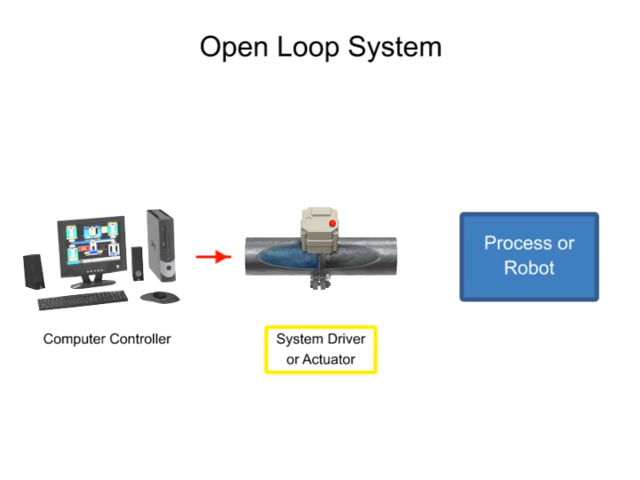 Open Loop System
Process or
Robot
Computer Controller
System Driver
or Actuator